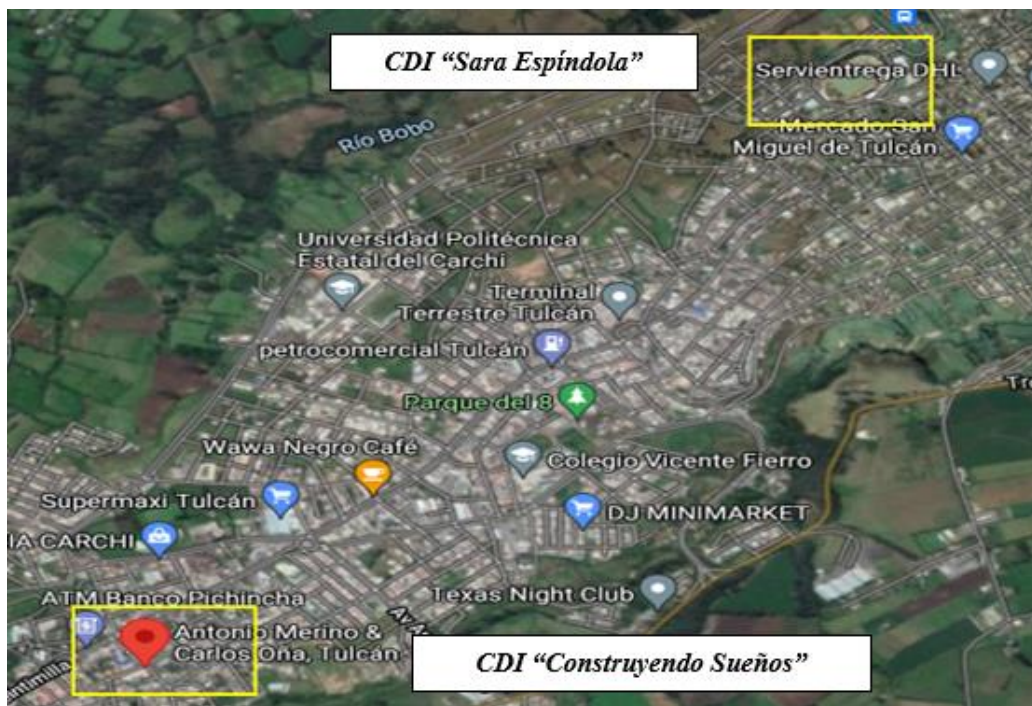 CDI “Sara Espíndola”
Servientrega DHL
Río Bobo
Mercado San
Miguel de Tulcán
Universidad Politécnica
Estatal del Carchi
Terminal
Terrestre Tulcán
petrocomercial Tulcán
Parque del 8
Wawa Negro Café
Colegio Vicente Fierro
Supermaxi Tulcán
DJ MINIMARKET
IA CARCHI
ATM Banco Pichincha
Texas Night Club
Antonio Merino &
Carlos Oña, Tulcán
CDI “Construyendo Sueños”